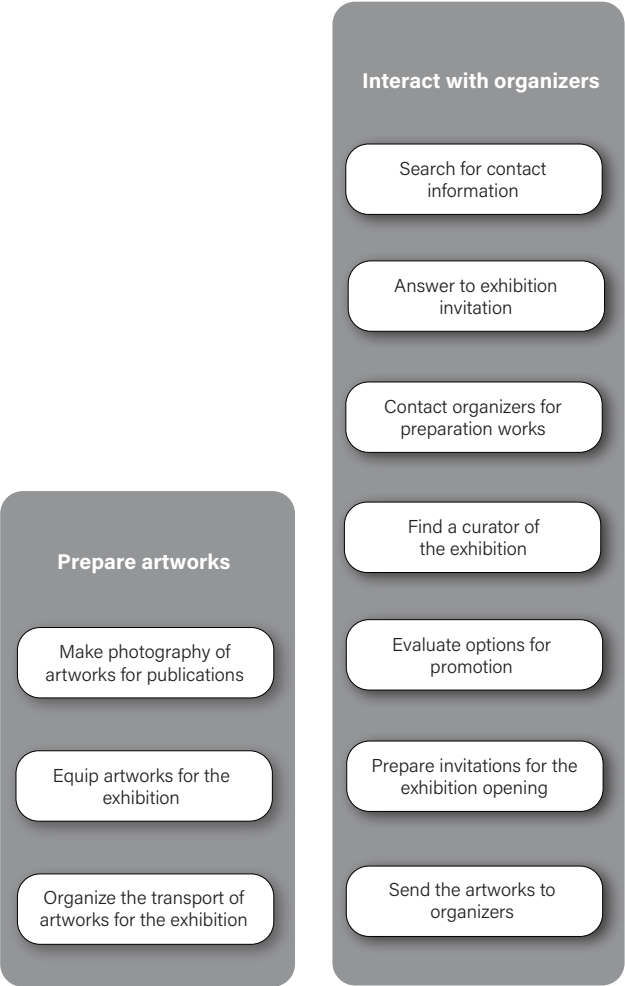 Prepare artworks
Make photography of
artworks for publications
Equip artworks for the
exhibition
Organize the transport of
artworks for the exhibition
Interact with organizers
Search for contact
information
Answer to exhibition
invitation
Contact organizers for
preparation works
Find a curator of
the exhibition
Evaluate options for
promotion
Prepare invitations for the
exhibition opening
Send the artworks to
organizers